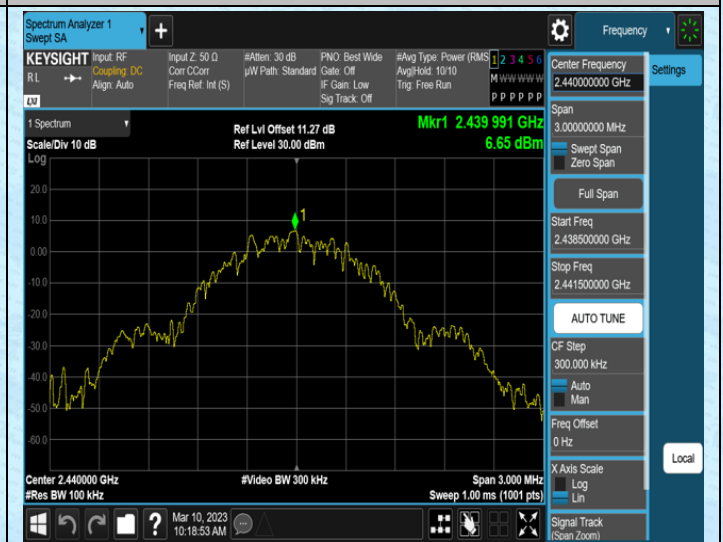 Spectrum Analyzer 1
Swept SA
+
Frequency
KEYSIGHT
RL
LXI
Input: RF
Coupling: DC
Align: Auto
Input Z: 50 Ω
Corr CCorr
Freq Ref: Int (S)
#Atten: 30 dB
µW Path: Standard
PNO: Best Wide
Gate: Off
IF Gain: Low
Sig Track: Off
#Avg Type: Power (RMS
Avg|Hold: 10/10
Trig: Free Run
1 2 3 4 5 6
M W W W W W
P P P P P P
1 Spectrum
Scale/Div 10 dB
Log
Ref Lvl Offset 11.27 dB
Ref Level 30.00 dBm
Mkr1 2.439 991 GHz
6.65 dBm
20.0
10.0
0.00
-10.0
-20.0
-30.0
-40.0
-50.0
-60.0
1
Center 2.440000 GHz
#Res BW 100 kHz
#Video BW 300 kHz
Span 3.000 MHz
Sweep 1.00 ms (1001 pts)
Center Frequency
2.440000000 GHz
Span
3.00000000 MHz
Swept Span
Zero Span
Full Span
Start Freq
2.438500000 GHz
Stop Freq
2.441500000 GHz
AUTO TUNE
CF Step
300.000 kHz
Auto
Man
Freq Offset
0 Hz
X Axis Scale
Log
Lin
Signal Track
(Span Zoom)
Settings
Local
?
Mar 10, 2023
10:18:53 AM